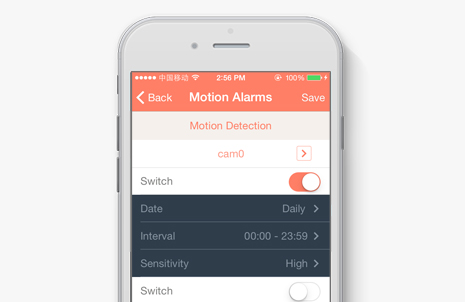 中国移动 2:56 PM 100%
Back Motion Alarms Save
Motion Detection
cam0
Switch
Date Daily
Interval 00:00 - 23:59
Sensitivity High
Switch